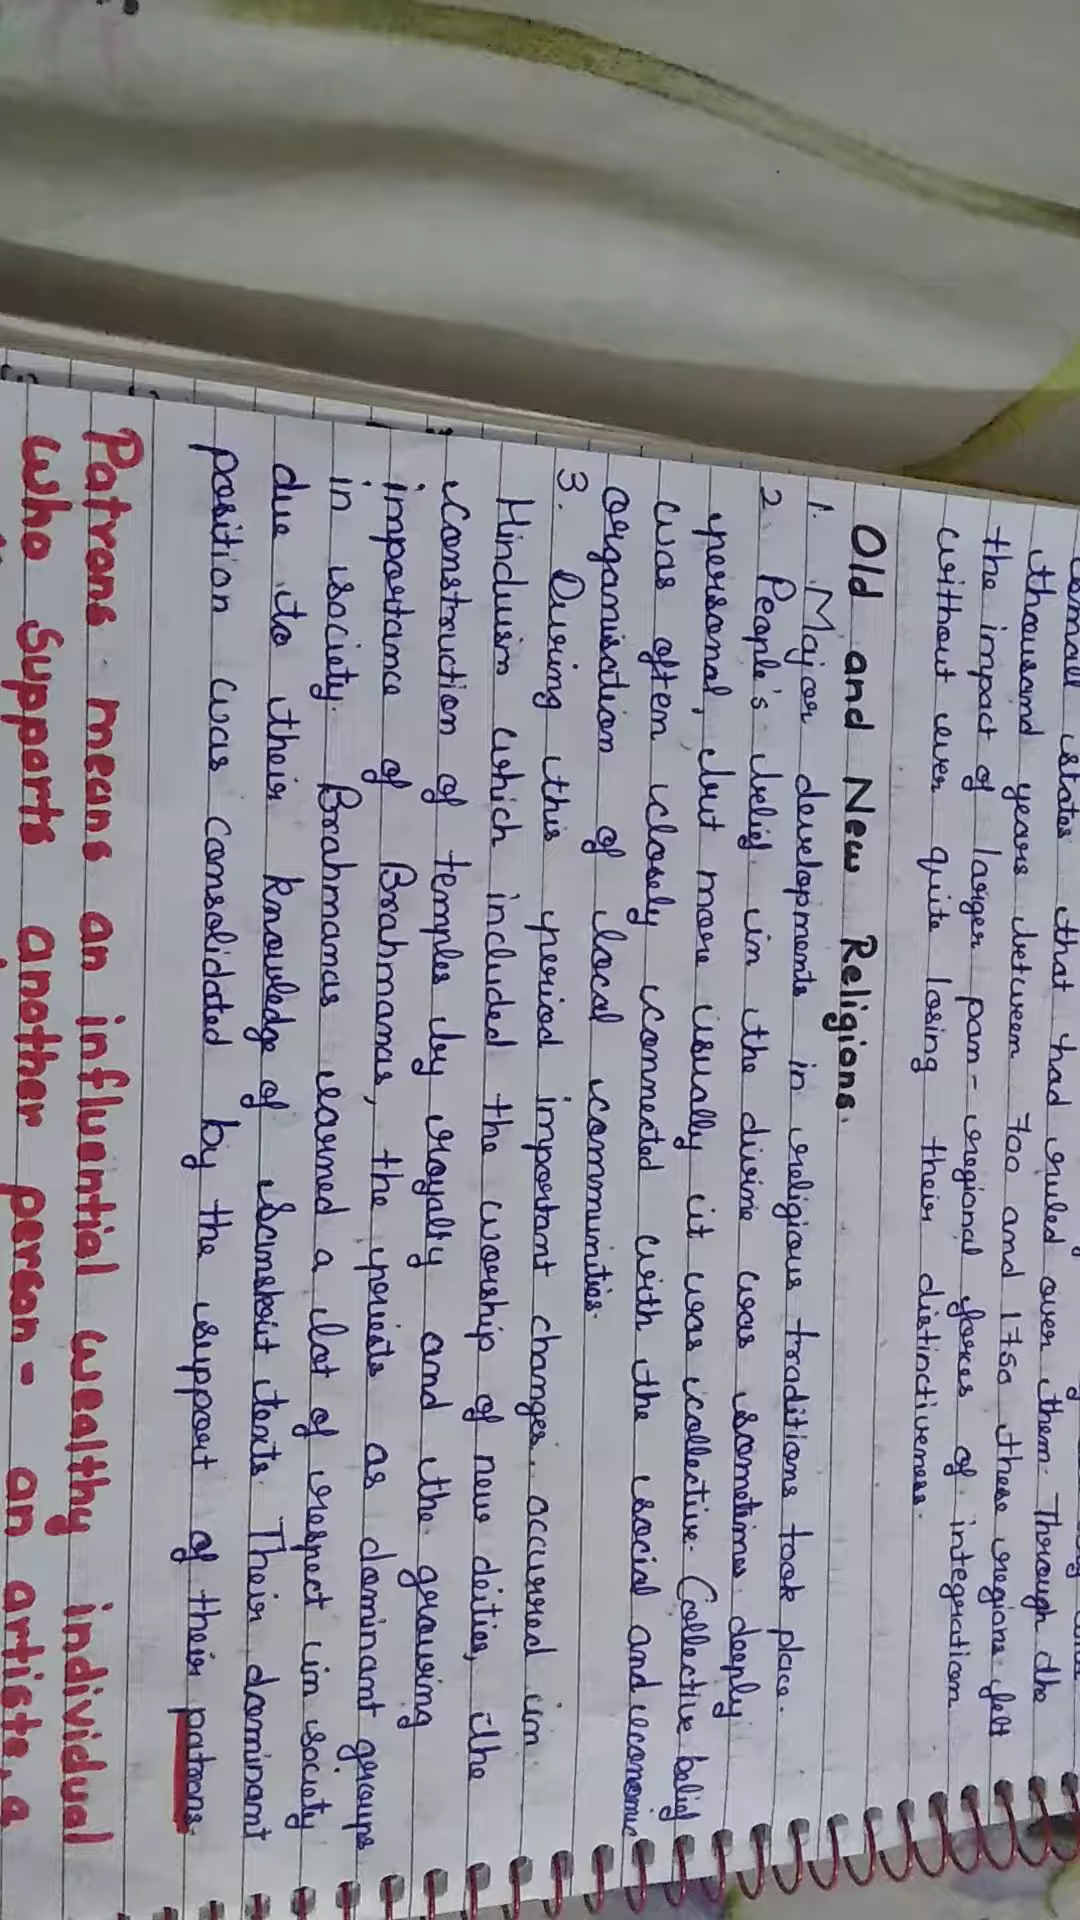 small states that had ruled over them. Through the
thousand years between 700 and 1750 these regions felt
the impact of larger pan-regional forces of integration
without ever quite losing their distinctiveness.
Old and New Religions.
1. Major developments in religious traditions took place.
2. People's belief in the divine was sometimes deeply
personal, but more usually it was collective. Collective belief
was often closely connected with the social and economic
organisation of local communities.
3. During this period important changes occurred in
Hinduism which included the worship of new deities, the
construction of temples by royalty and the growing
importance of Brahmanas, the priests as dominant groups
in society. Brahmanas earned a lot of respect in society
due to their knowledge of Scinskrit texts. Their dominant
position was consolidated by the support of their patrons.
Patrons means an influential wealthy individual
who supports another person - an artiste, a